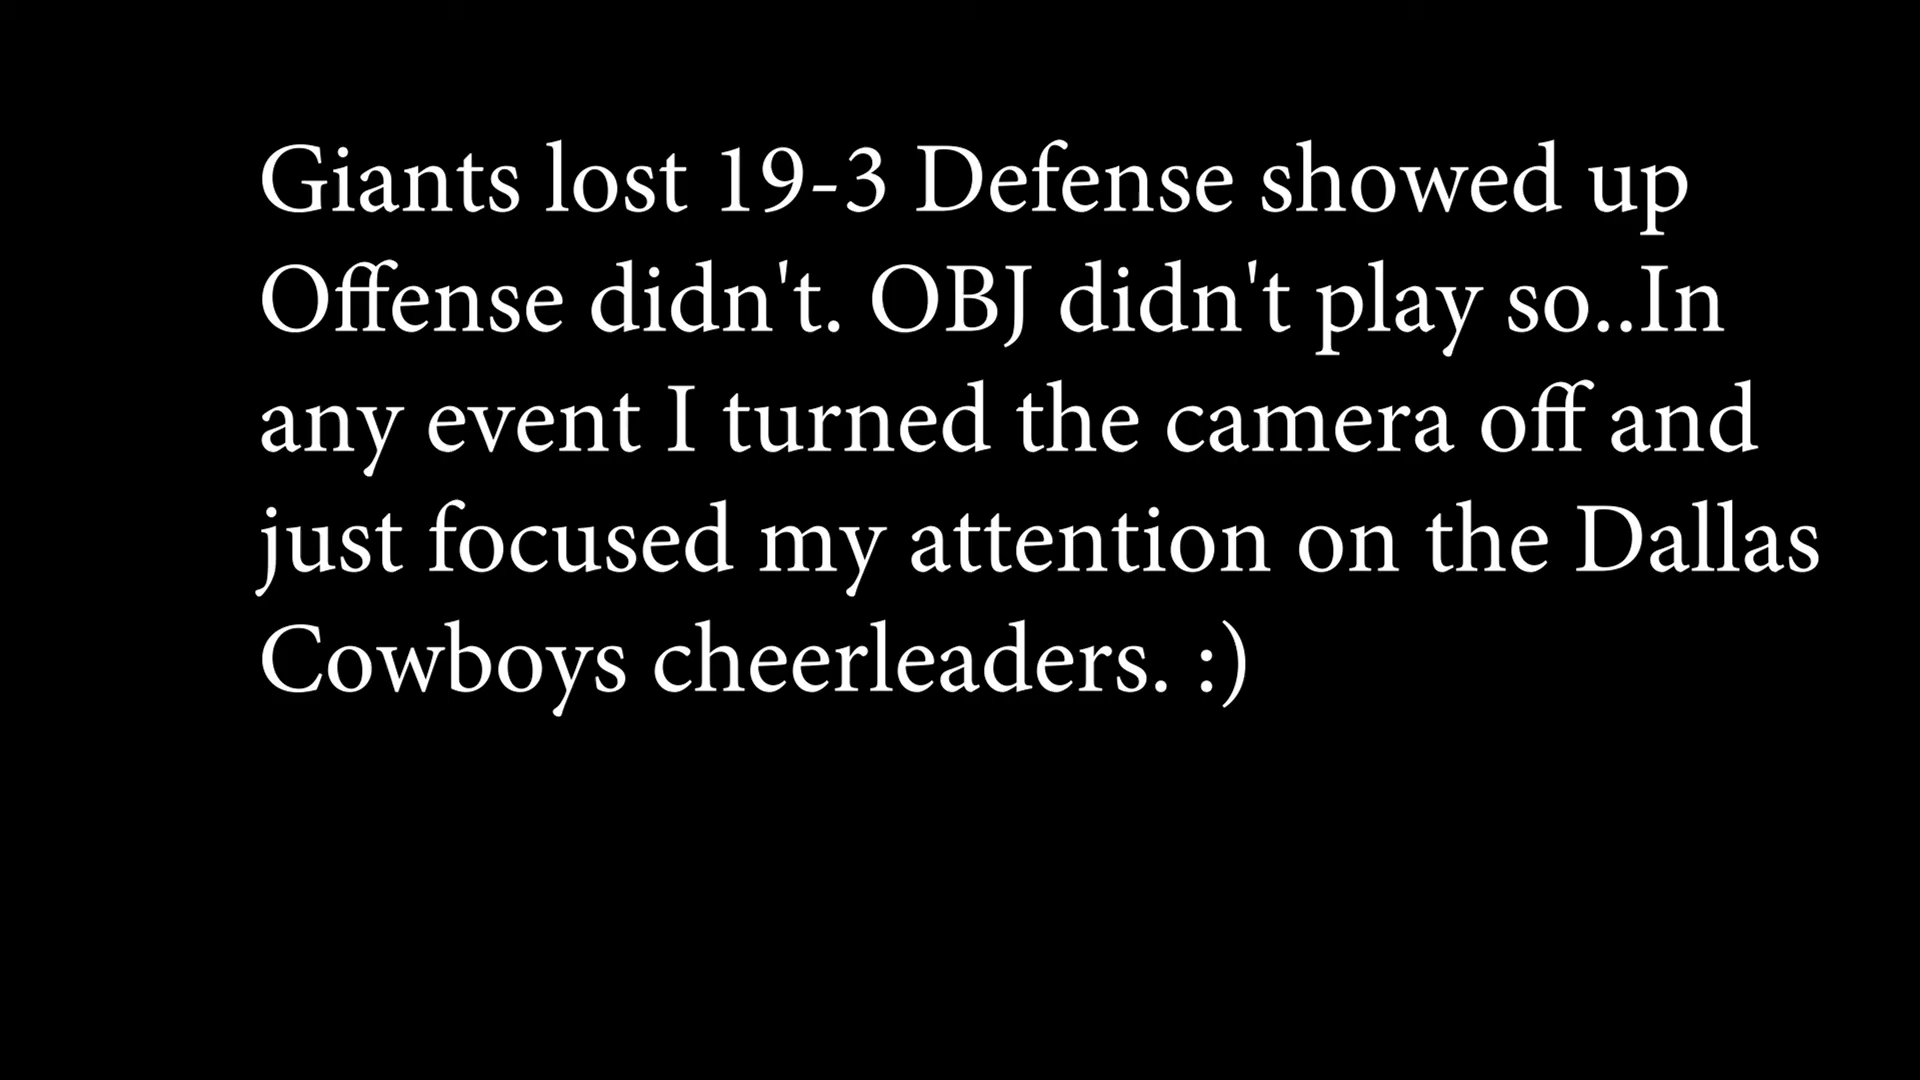 Giants lost 19-3 Defense showed up
Offense didn't. OBJ didn't play so..In
any event I turned the camera off and
just focused my attention on the Dallas
Cowboys cheerleaders. :)